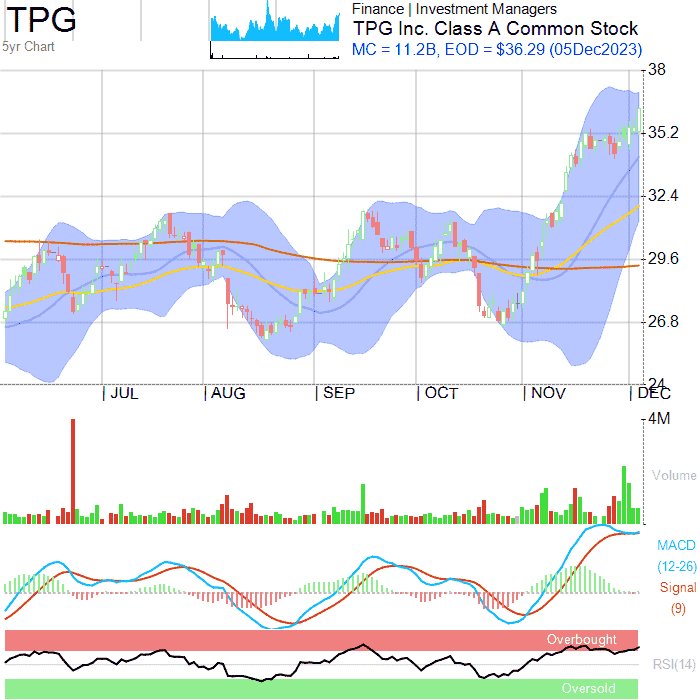 TPG
5yr Chart
Finance | Investment Managers
TPG Inc. Class A Common Stock
MC = 11.2B, EOD = $36.29 (05Dec2023)
38
35.2
32.4
29.6
26.8
24
JUL AUG SEP OCT NOV DEC
4M
Volume
MACD
(12-26)
Signal
(9)
Overbought
RSI(14)
Oversold